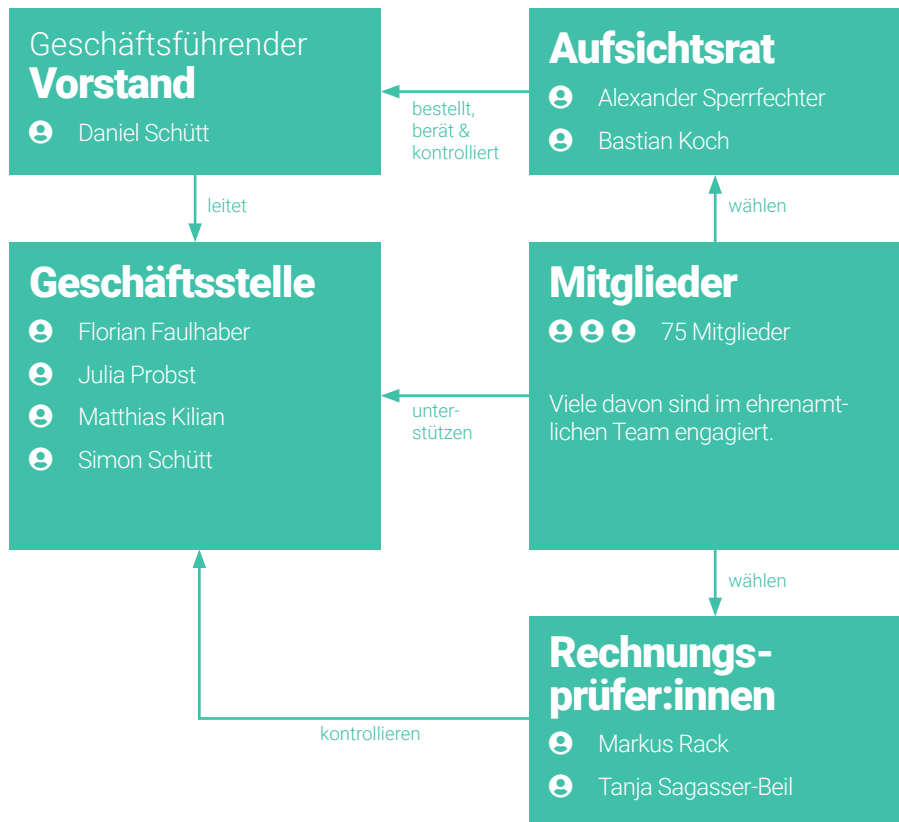 Geschäftsführender
Vorstand
Daniel Schütt
bestellt,
berät &
kontrolliert
Aufsichtsrat
Alexander Sperrfechter
Bastian Koch
leitet
wählen
Geschäftsstelle
Florian Faulhaber
Julia Probst
Matthias Kilian
Simon Schütt
unter-
stützen
Mitglieder
75 Mitglieder
Viele davon sind im ehrenamt-
lichen Team engagiert.
wählen
kontrollieren
Rechnungs-
prüfer:innen
Markus Rack
Tanja Sagasser-Beil